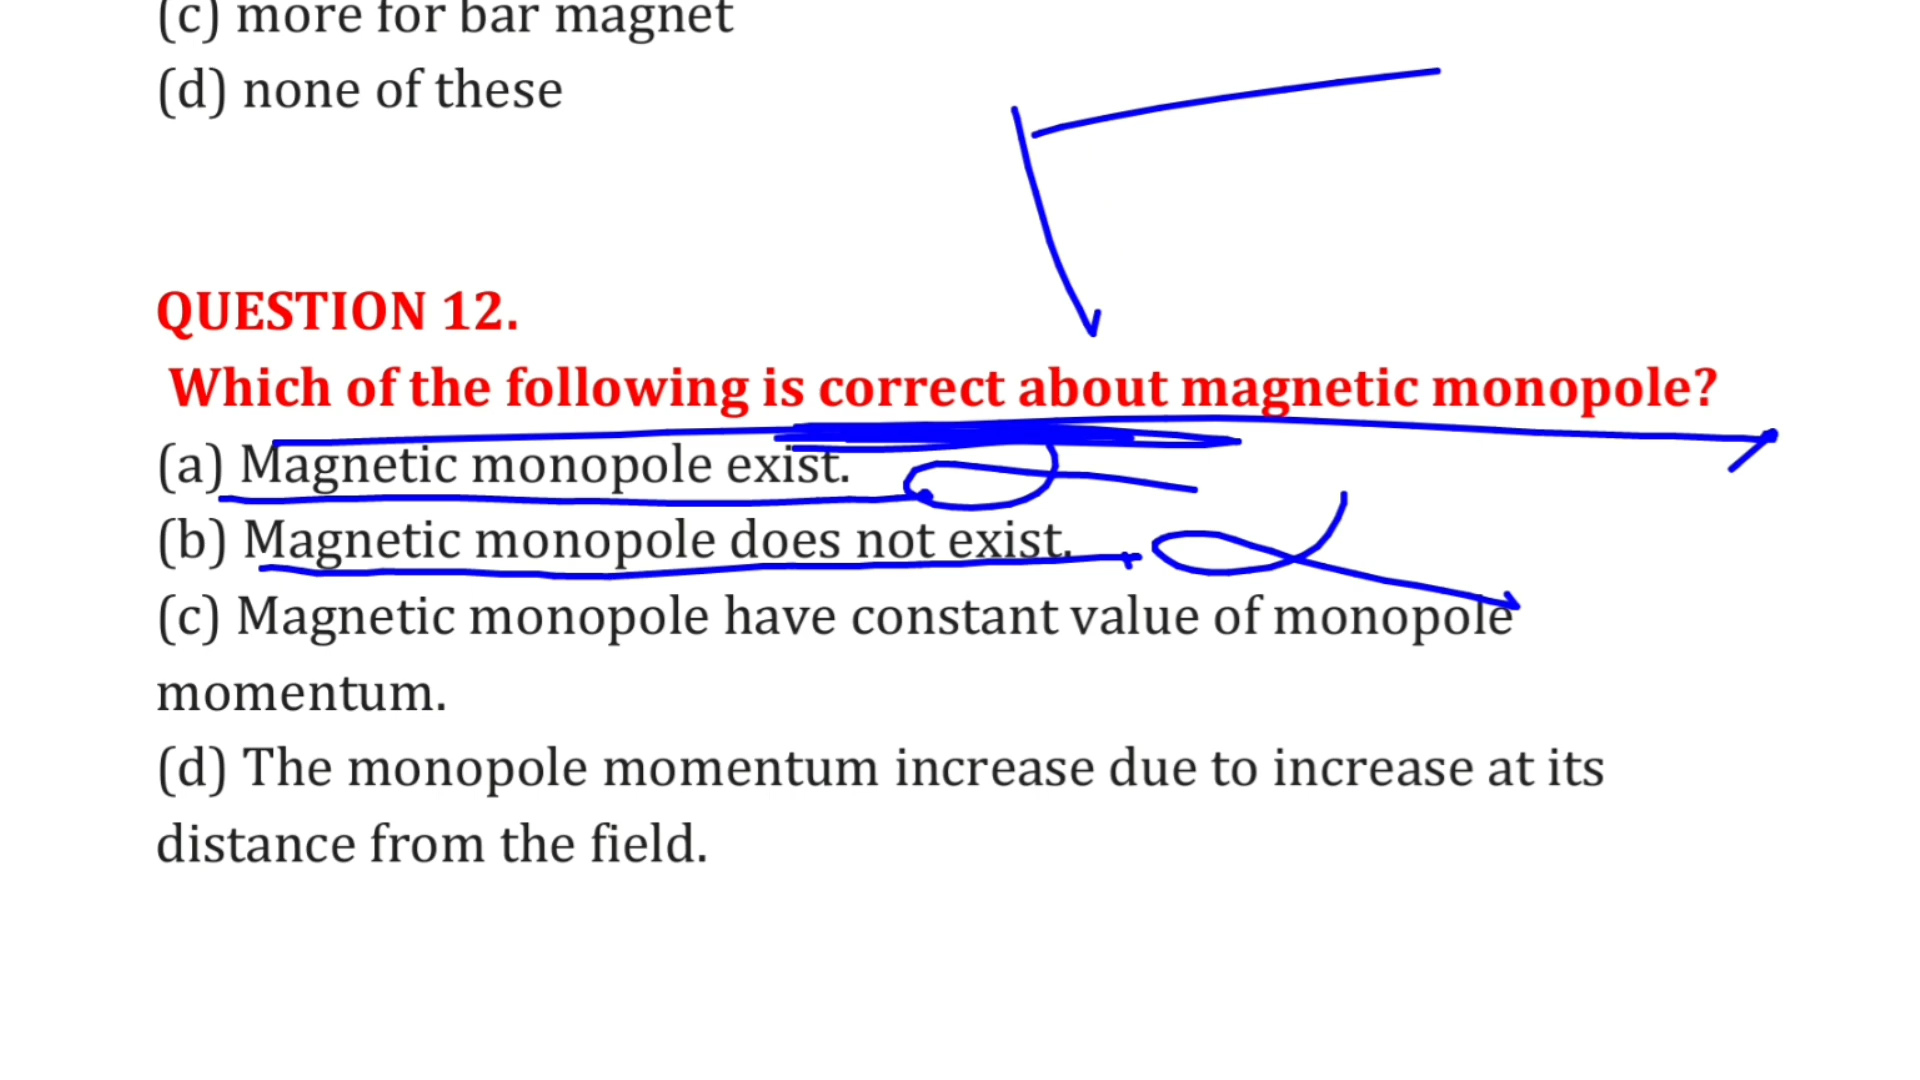 (c) more for bar magnet
(d) none of these
QUESTION 12.
Which of the following is correct about magnetic monopole?
(a) Magnetic monopole exist.
(b) Magnetic monopole does not exist.
(c) Magnetic monopole have constant value of monopole
momentum.
(d) The monopole momentum increase due to increase at its
distance from the field.